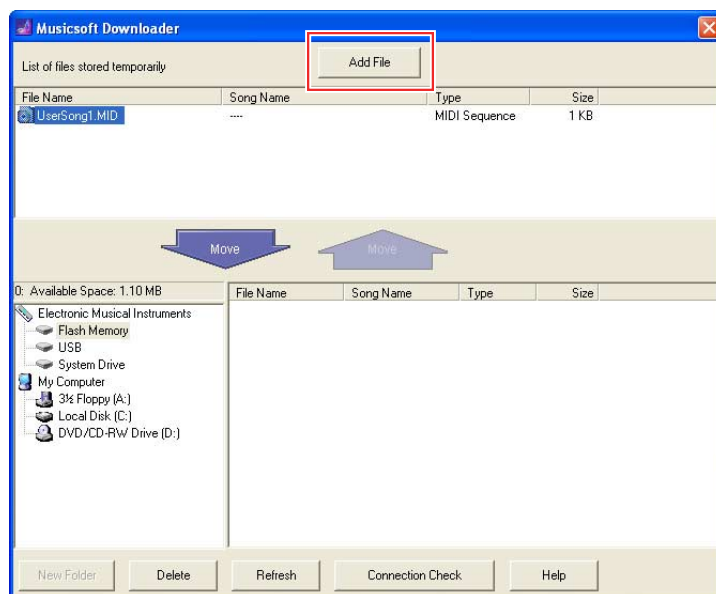 Musicsoft Downloader
List of files stored temporarily
Add File
File Name Song Name Type Size
UserSong1.MID ---- MIDI Sequence 1 KB
Move Move
0: Available Space: 1.10 MB
File Name Song Name Type Size
Electronic Musical Instruments
Flash Memory
USB
System Drive
My Computer
3½ Floppy (A:)
Local Disk (C:)
DVD/CD-RW Drive (D:)
New Folder Delete Refresh Connection Check Help